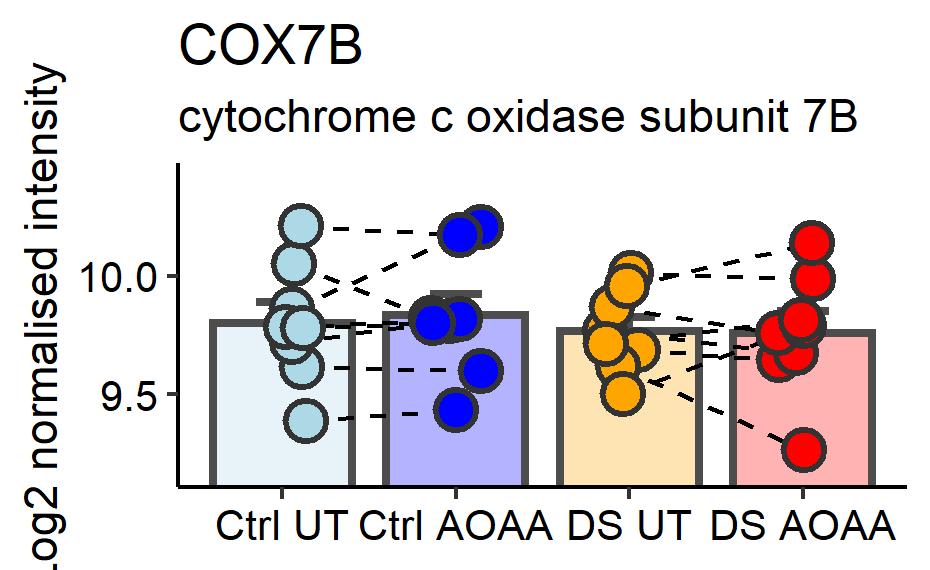 COX7B
cytochrome c oxidase subunit 7B
.og2 normalised intensity
10.0
9.5
Ctrl UT Ctrl AOAA DS UT DS AOAA